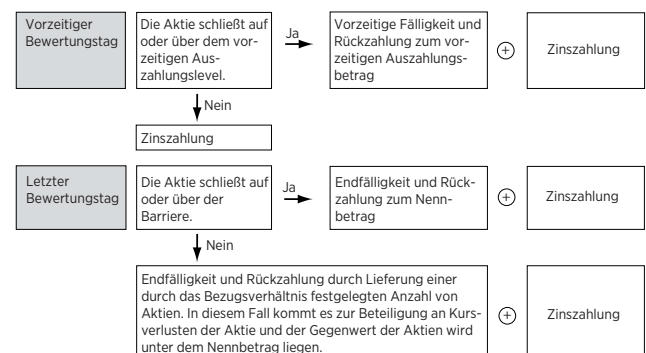 Vorzeitiger
Bewertungstag
Die Aktie schließt auf
oder über dem vor-
zeitigen Aus-
zahlungslevel.
Ja
Vorzeitige Fälligkeit und
Rückzahlung zum vor-
zeitigen Auszahlungs-
betrag
+
Zinszahlung
Nein
Zinszahlung
Letzter
Bewertungstag
Die Aktie schließt auf
oder über der
Barriere.
Ja
Endfälligkeit und Rück-
zahlung zum Nenn-
betrag
+
Zinszahlung
Nein
Endfälligkeit und Rückzahlung durch Lieferung einer
durch das Bezugsverhältnis festgelegten Anzahl von
Aktien. In diesem Fall kommt es zur Beteiligung an Kurs-
verlusten der Aktie und der Gegenwert der Aktien wird
unter dem Nennbetrag liegen.
+
Zinszahlung